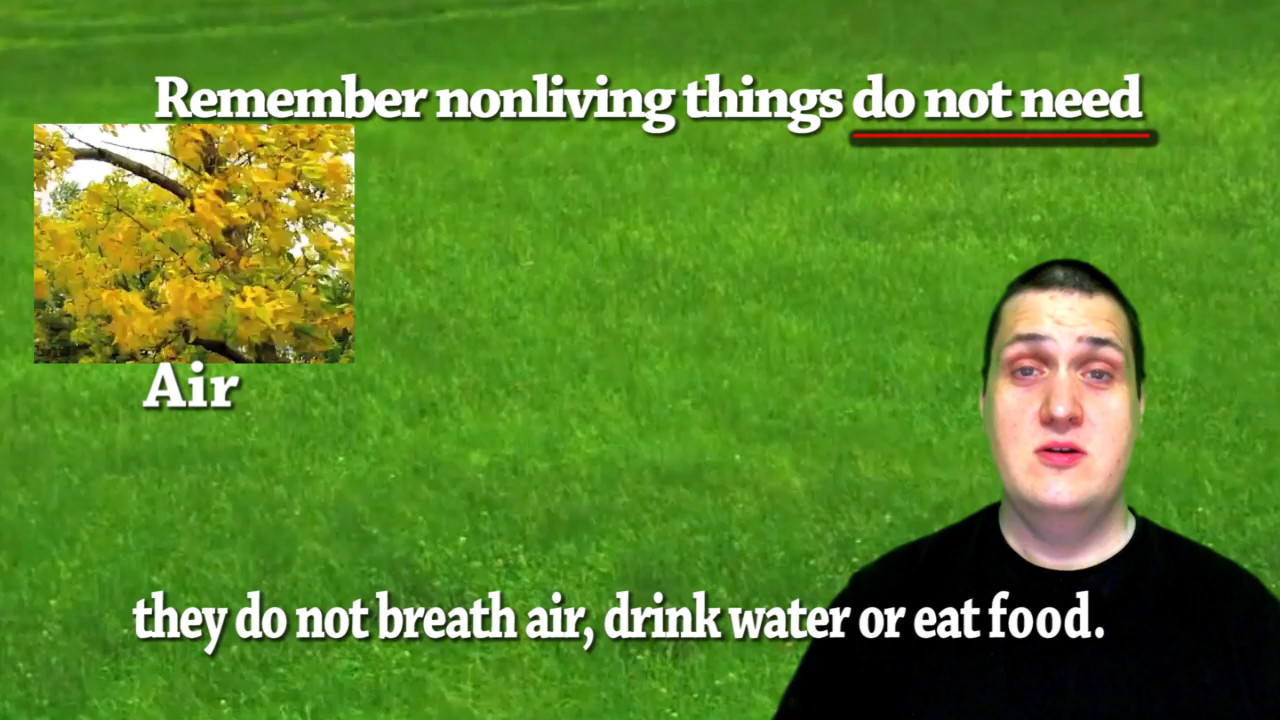 Remember nonliving things do not need
Air
they do not breath air, drink water or eat food.